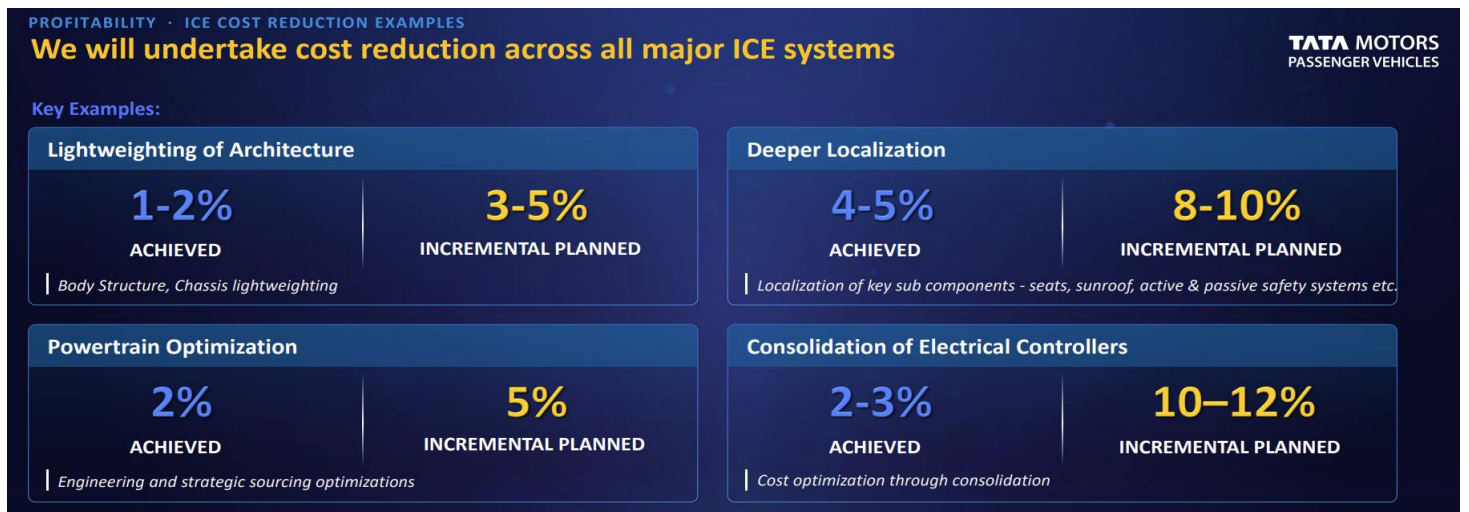 PROFITABILITY · ICE COST REDUCTION EXAMPLES
We will undertake cost reduction across all major ICE systems
TATA MOTORS
PASSENGER VEHICLES
Key Examples:
Lightweighting of Architecture
1-2%
ACHIEVED
3-5%
INCREMENTAL PLANNED
Body Structure, Chassis lightweighting
Deeper Localization
4-5%
ACHIEVED
8-10%
INCREMENTAL PLANNED
Localization of key sub components - seats, sunroof, active & passive safety systems etc.
Powertrain Optimization
2%
ACHIEVED
5%
INCREMENTAL PLANNED
Engineering and strategic sourcing optimizations
Consolidation of Electrical Controllers
2-3%
ACHIEVED
10–12%
INCREMENTAL PLANNED
Cost optimization through consolidation